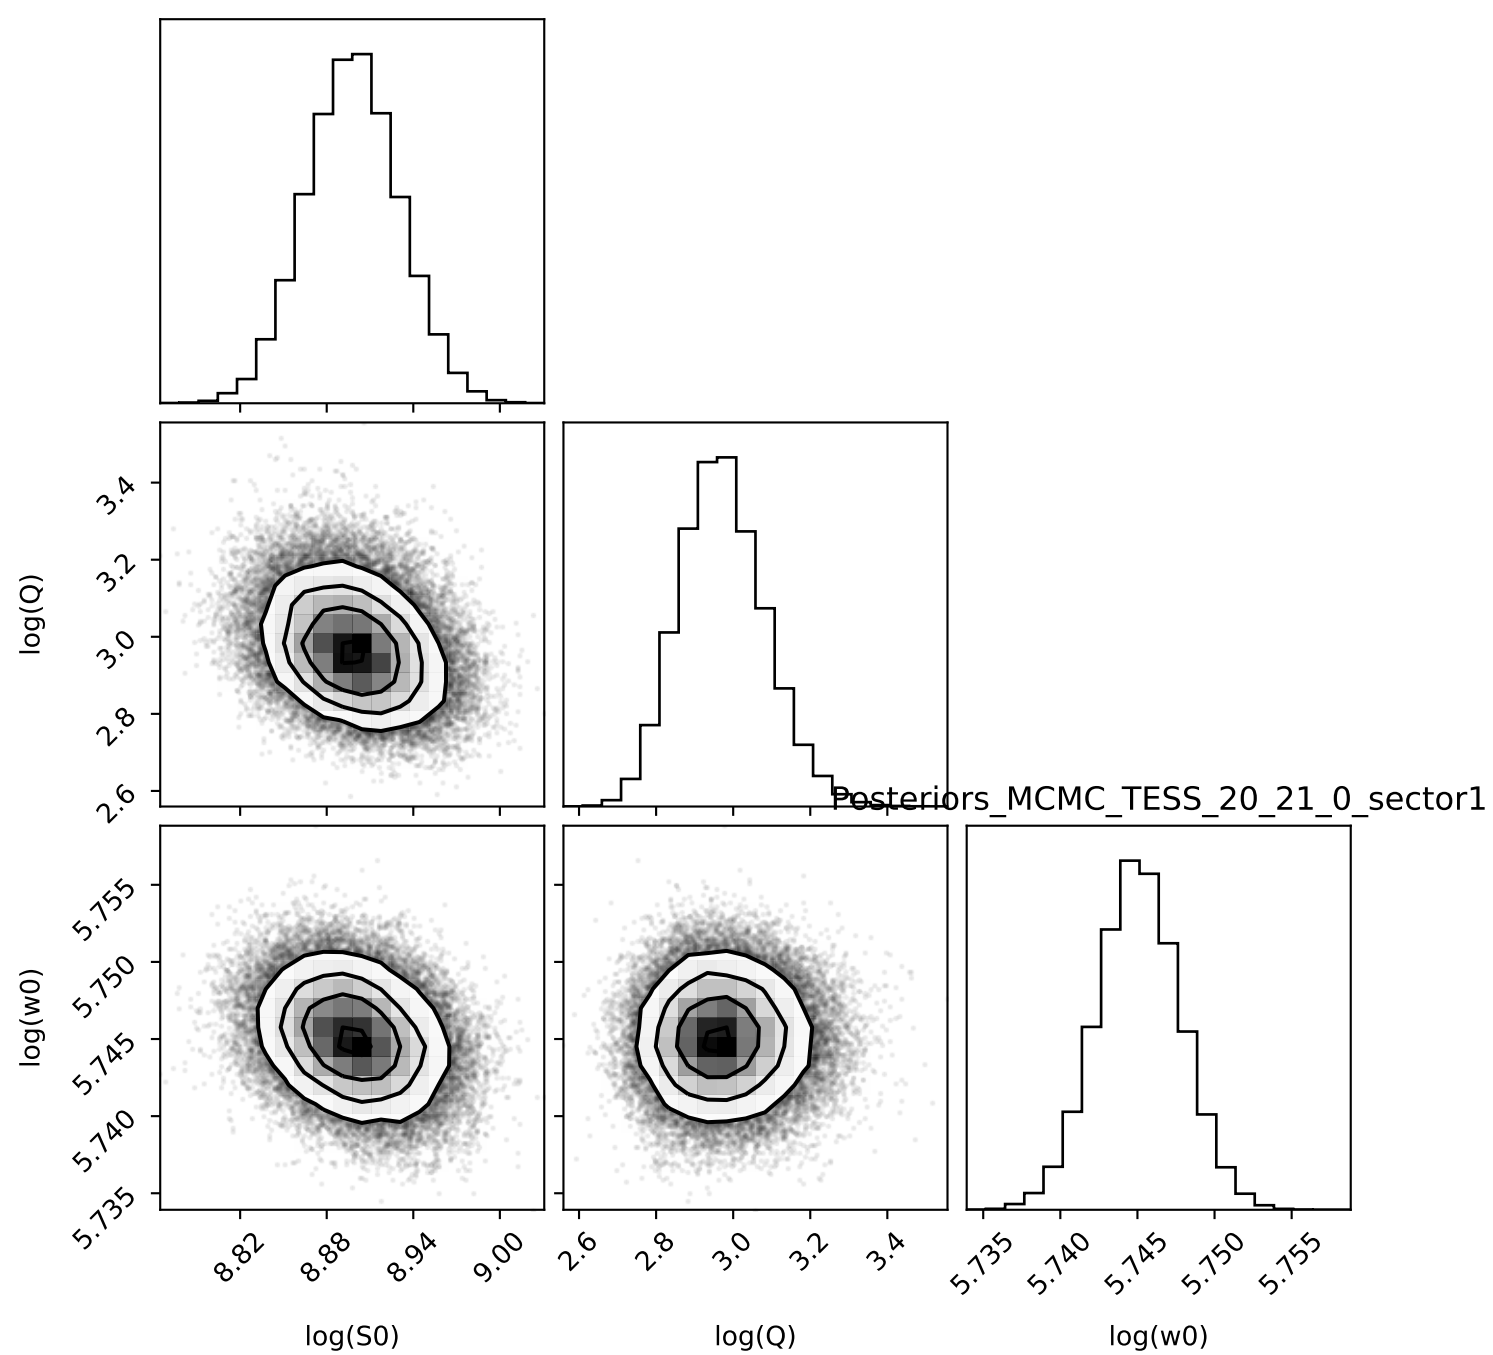 log(Q)
3.4
3.2
3.0
2.8
2.6
Posteriors_MCMC_TESS_20_21_0_sector1
log(w0)
5.755
5.750
5.745
5.740
5.735
8.82 8.88 8.94 9.00
2.6 2.8 3.0 3.2 3.4
5.735 5.740 5.745 5.750 5.755
log(S0)
log(Q)
log(w0)